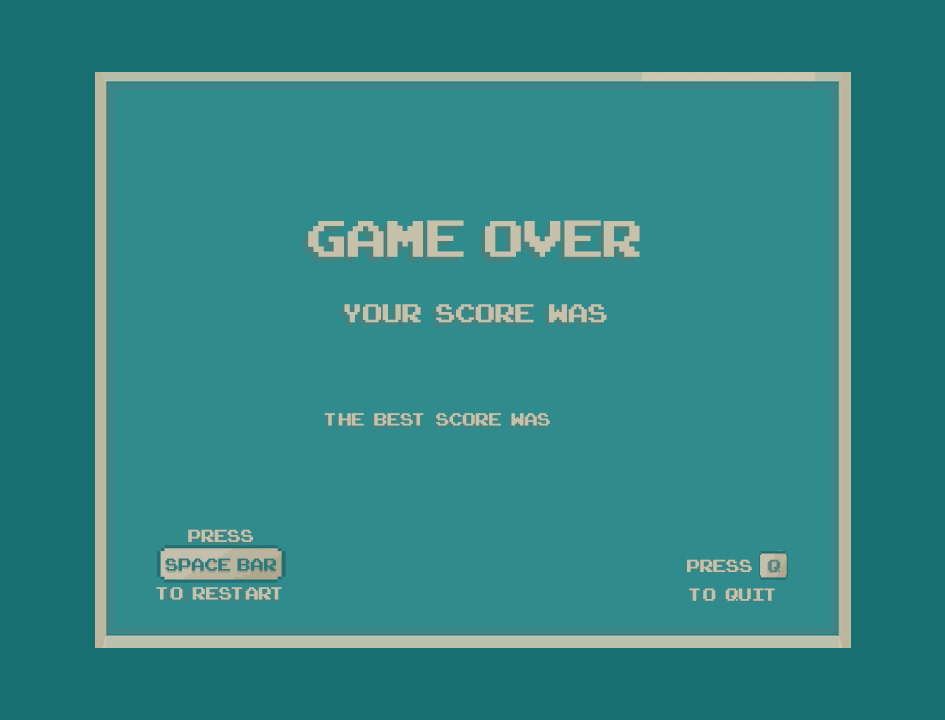 GAME OVER
YOUR SCORE WAS
THE BEST SCORE WAS
PRESS
SPACE BAR
TO RESTART
PRESS Q
TO QUIT